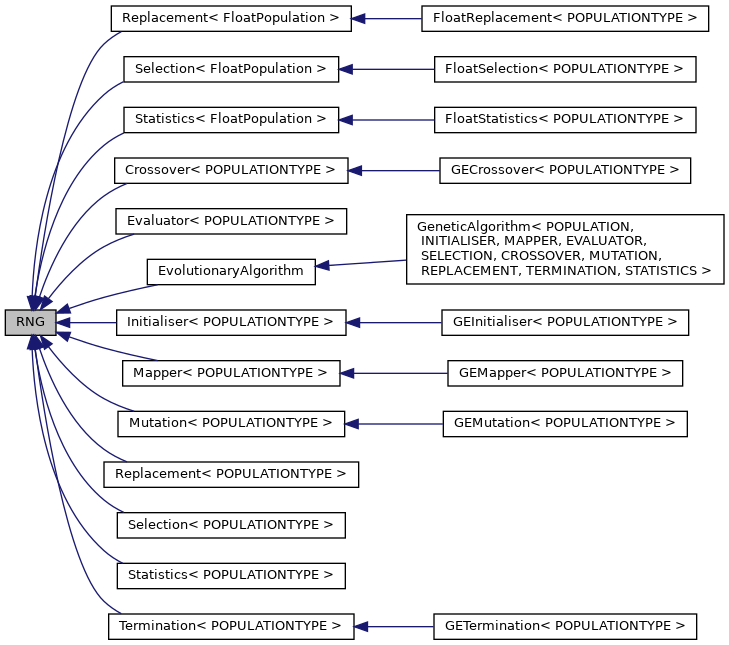 Replacement< FloatPopulation >
FloatReplacement< POPULATIONTYPE >
Selection< FloatPopulation >
FloatSelection< POPULATIONTYPE >
Statistics< FloatPopulation >
FloatStatistics< POPULATIONTYPE >
Crossover< POPULATIONTYPE >
GECrossover< POPULATIONTYPE >
Evaluator< POPULATIONTYPE >
GeneticAlgorithm< POPULATION,
INITIALISER, MAPPER, EVALUATOR,
SELECTION, CROSSOVER, MUTATION,
REPLACEMENT, TERMINATION, STATISTICS >
EvolutionaryAlgorithm
RNG
Initialiser< POPULATIONTYPE >
GEInitialiser< POPULATIONTYPE >
Mapper< POPULATIONTYPE >
GEMapper< POPULATIONTYPE >
Mutation< POPULATIONTYPE >
GEMutation< POPULATIONTYPE >
Replacement< POPULATIONTYPE >
Selection< POPULATIONTYPE >
Statistics< POPULATIONTYPE >
Termination< POPULATIONTYPE >
GETermination< POPULATIONTYPE >